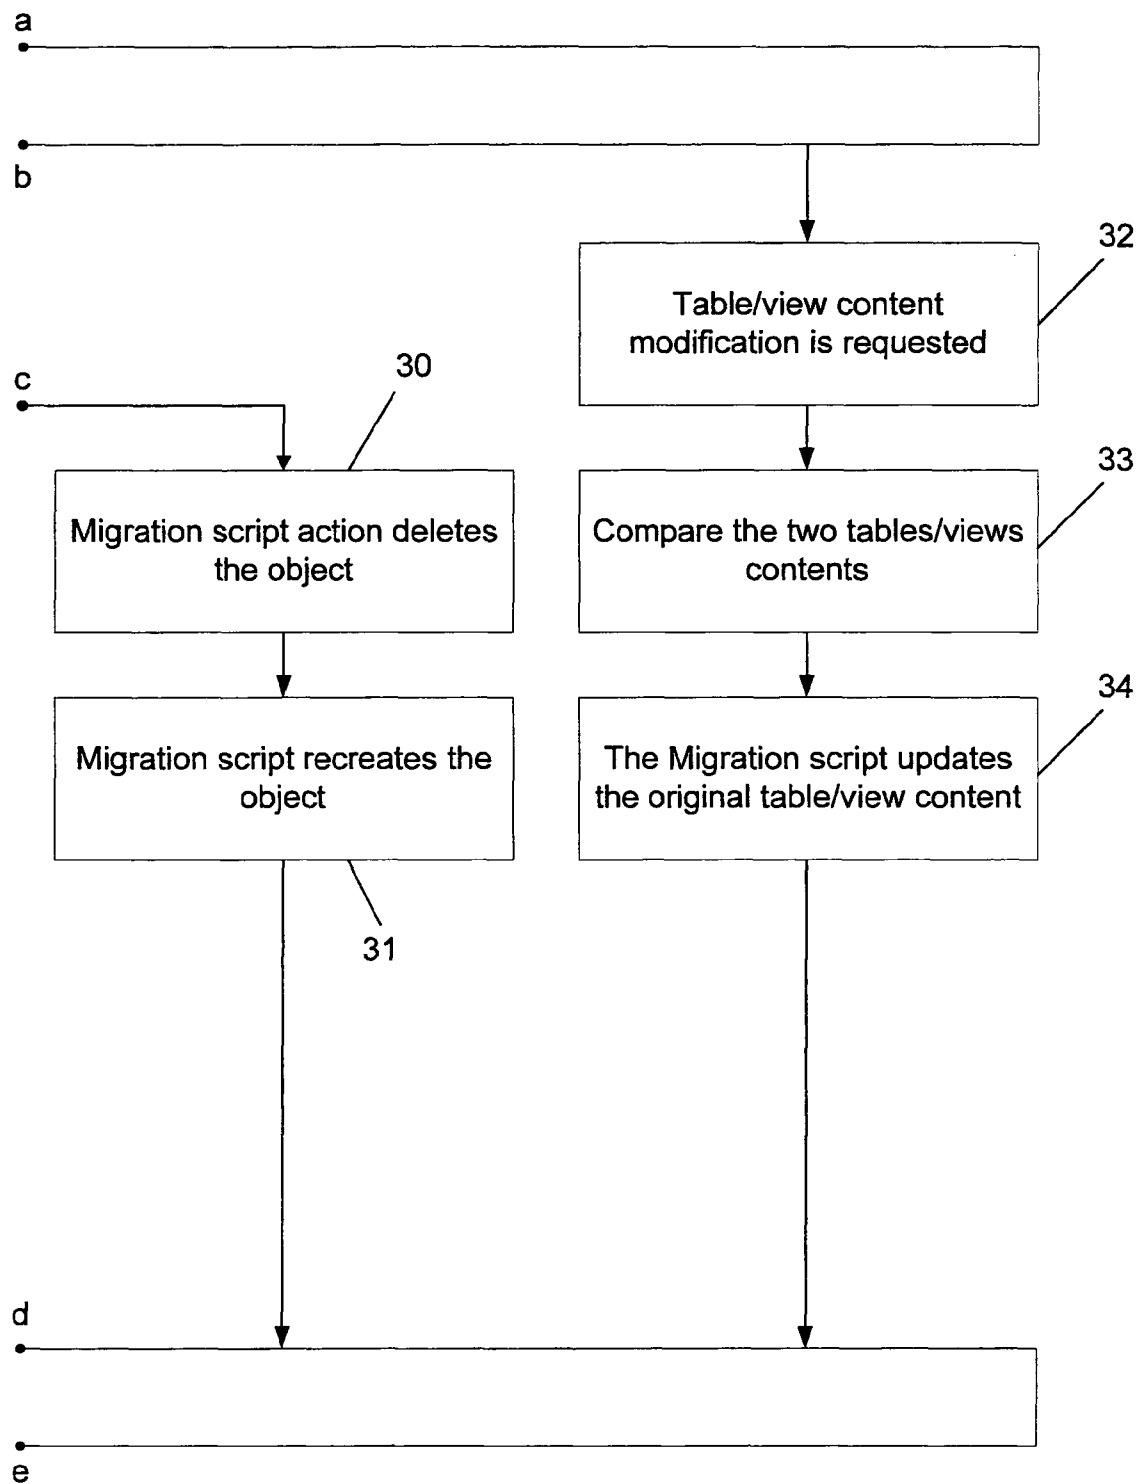 a
b
32
Table/view content
modification is requested
c
30
33
Migration script action deletes
the object
Compare the two tables/views
contents
34
Migration script recreates the
object
The Migration script updates
the original table/view content
31
d
e